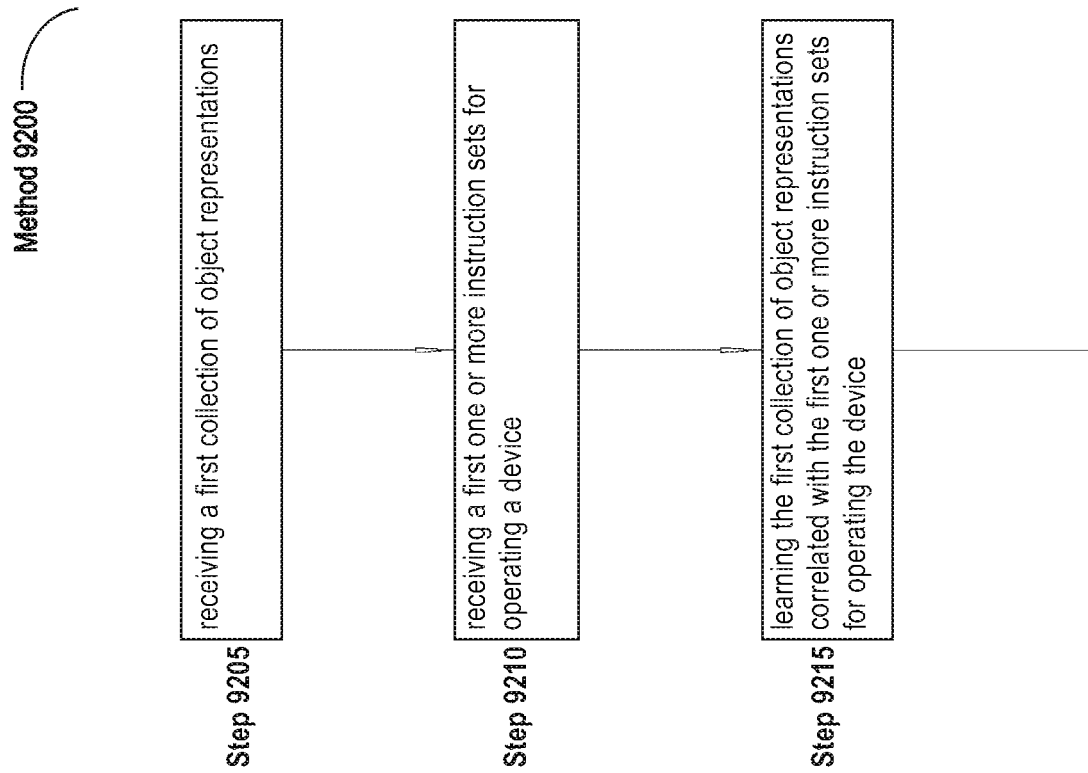 Method 9200
Step 9205
receiving a first collection of object representations
Step 9210
receiving a first one or more instruction sets for
operating a device
Step 9215
learning the first collection of object representations
correlated with the first one or more instruction sets
for operating the device